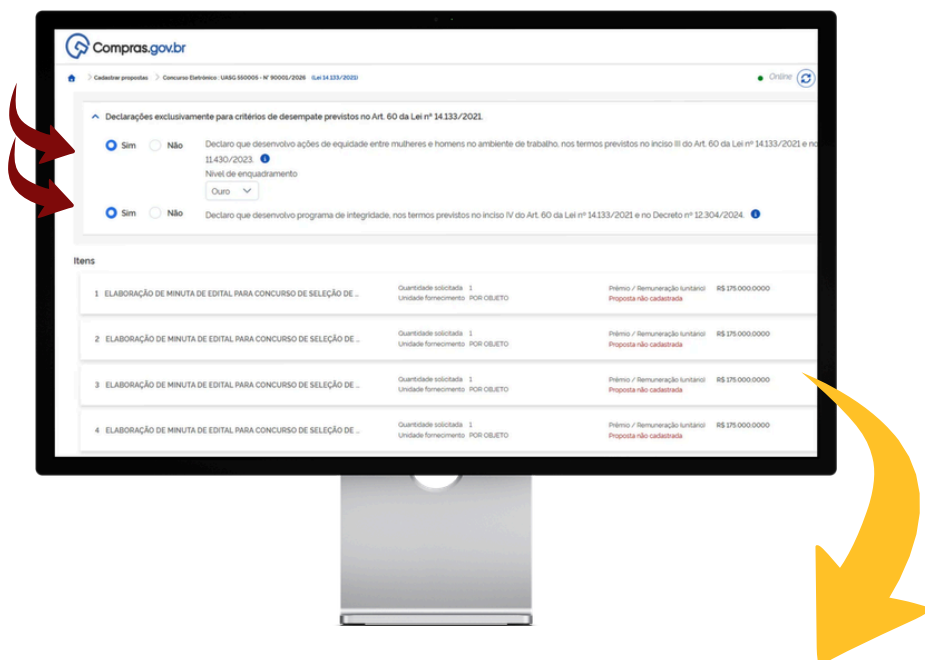 Compras.gov.br
Cadastrar propostas > Concurso Eletrônico : UASG 550005 - N° 90001/2026 (Lei 14.133/2021)
Online
Declarações exclusivamente para critérios de desempate previstos no Art. 60 da Lei nº 14.133/2021.
Sim Não Declaro que desenvolvo ações de equidade entre mulheres e homens no ambiente de trabalho, nos termos previstos no inciso III do Art. 60 da Lei nº 14.133/2021 e no
11.430/2023.
Nível de enquadramento
Ouro
Sim Não Declaro que desenvolvo programa de integridade, nos termos previstos no inciso IV do Art. 60 da Lei nº 14.133/2021 e no Decreto nº 12.304/2024.
Itens
1 ELABORAÇÃO DE MINUTA DE EDITAL PARA CONCURSO DE SELEÇÃO DE ... Quantidade solicitada 1 Prêmio / Remuneração (unitário) R$ 175.000,0000
Unidade fornecimento POR OBJETO Proposta não cadastrada
2 ELABORAÇÃO DE MINUTA DE EDITAL PARA CONCURSO DE SELEÇÃO DE ... Quantidade solicitada 1 Prêmio / Remuneração (unitário) R$ 175.000,0000
Unidade fornecimento POR OBJETO Proposta não cadastrada
3 ELABORAÇÃO DE MINUTA DE EDITAL PARA CONCURSO DE SELEÇÃO DE ... Quantidade solicitada 1 Prêmio / Remuneração (unitário) R$ 175.000,0000
Unidade fornecimento POR OBJETO Proposta não cadastrada
4 ELABORAÇÃO DE MINUTA DE EDITAL PARA CONCURSO DE SELEÇÃO DE ... Quantidade solicitada 1 Prêmio / Remuneração (unitário) R$ 175.000,0000
Unidade fornecimento POR OBJETO Proposta não cadastrada